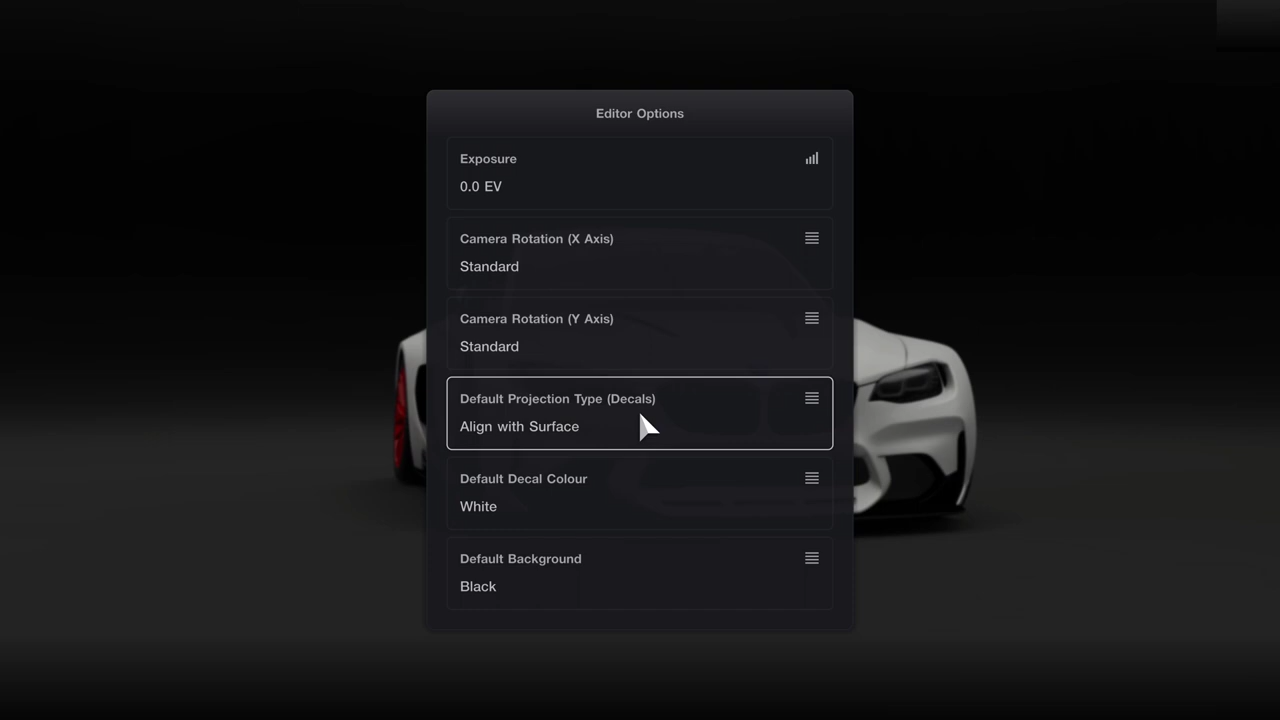 Editor Options
Exposure
0.0 EV
Camera Rotation (X Axis)
Standard
Camera Rotation (Y Axis)
Standard
Default Projection Type (Decals)
Align with Surface
Default Decal Colour
White
Default Background
Black